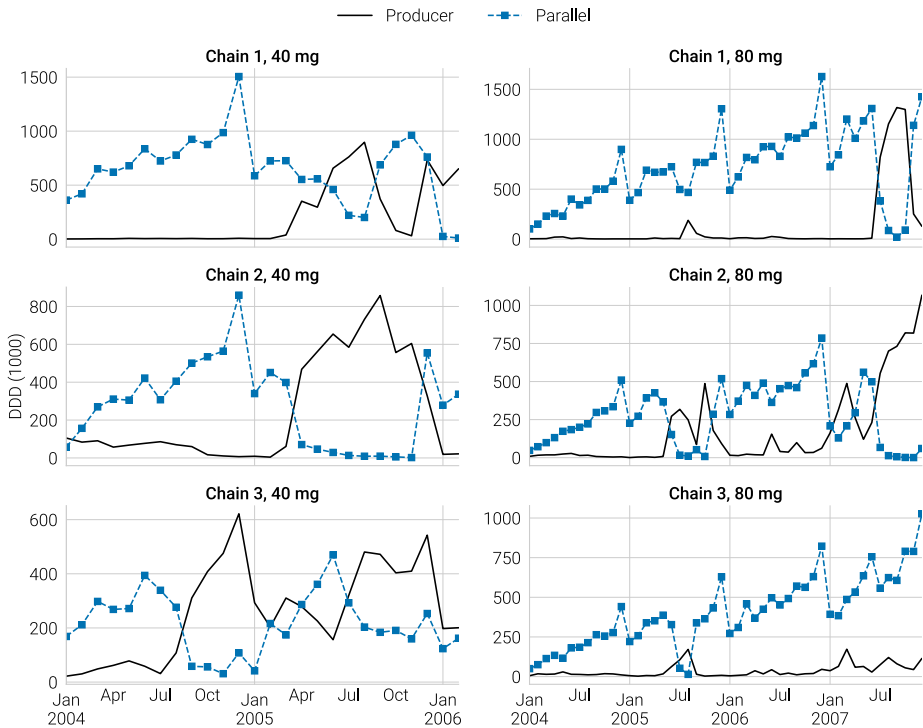 Producer Parallel
Chain 1, 40 mg
Chain 1, 80 mg
1500
1000
500
0
1500
1000
500
0
Chain 2, 40 mg
Chain 2, 80 mg
DDD (1000)
800
600
400
200
0
1000
750
500
250
0
Chain 3, 40 mg
Chain 3, 80 mg
600
400
200
0
1000
750
500
250
0
Jan Apr Jul Oct Jan Apr Jul Oct Jan
2004 2005 2006
Jan Jul Jan Jul Jan Jul Jan Jul
2004 2005 2006 2007